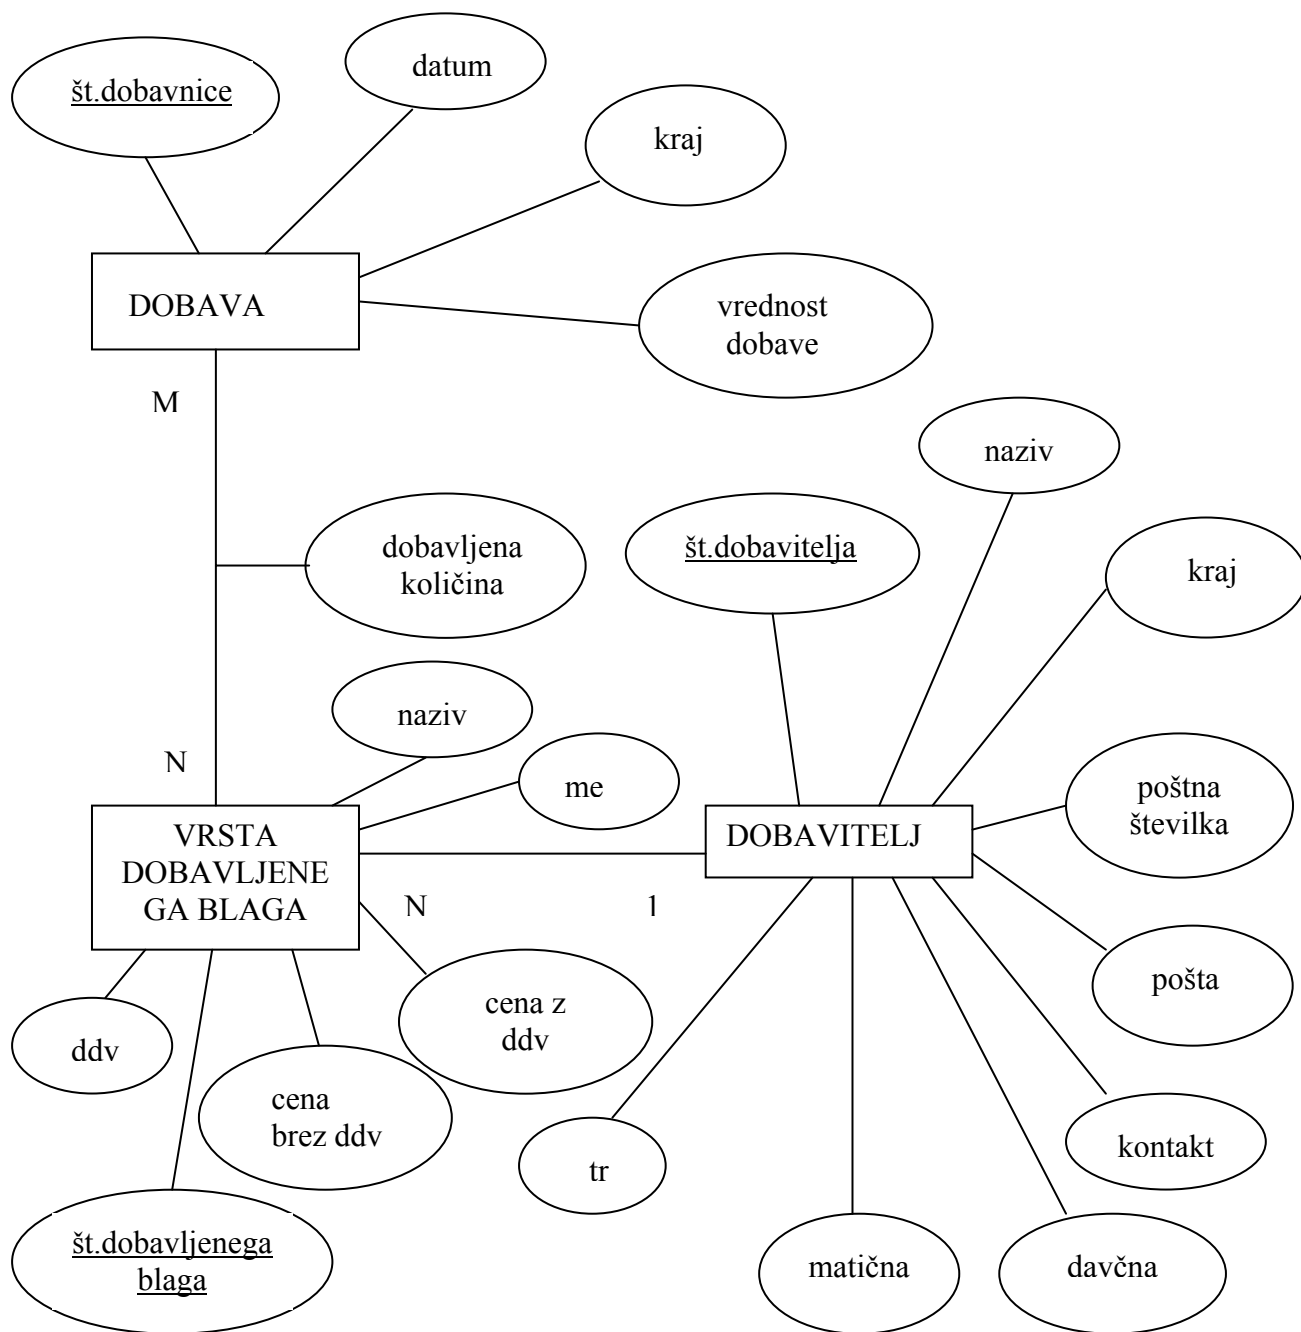 datum
št.dobavnice
kraj
DOBAVA
vrednost
dobave
M
naziv
dobavljena
količina
št.dobavitelja
kraj
naziv
N
me
poštna
številka
VRSTA
DOBAVLJENE
GA BLAGA
DOBAVITELJ
N
1
pošta
cena z
ddv
ddv
cena
brez ddv
kontakt
tr
št.dobavljenega
blaga
matična
davčna